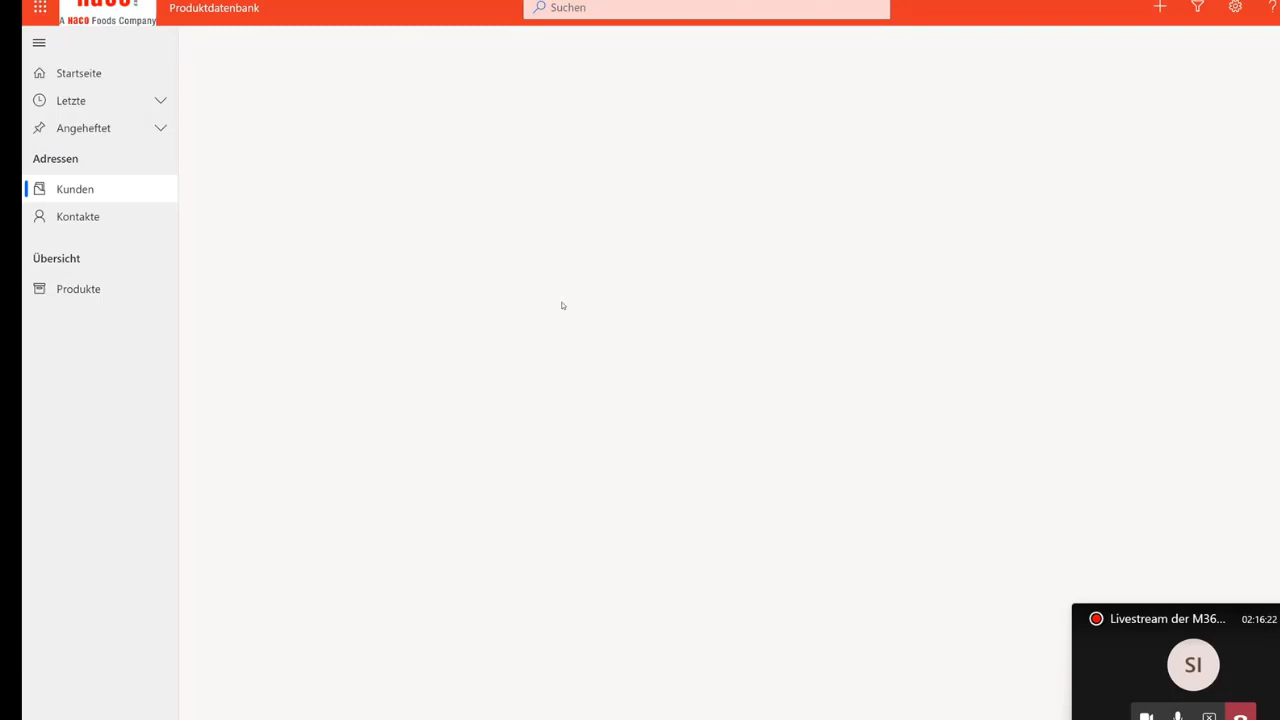 naco
A Naco Foods Company
Produktdatenbank
Suchen
Startseite
Letzte
Angeheftet
Adressen
Kunden
Kontakte
Übersicht
Produkte
Livestream der M36...
02:16:22
SI